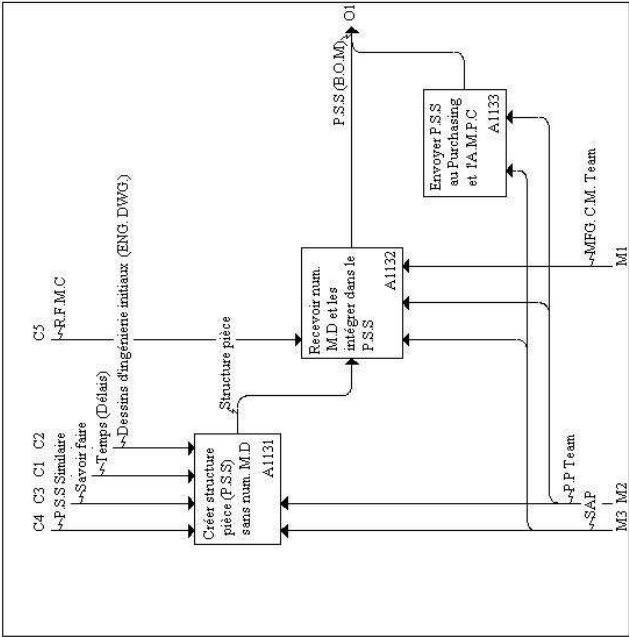 C4 C3 C1 C2 C5
P.S.S Similaire
Savoir faire
Temps (Délais)
Dessins d'ingénierie initiaux (ENG. DWG)
R.F.M.C
Créer structure
pièce (P.S.S)
sans num. M.D
A1131
Structure pièce
Recevoir num.
M.D et les
intégrer dans le
P.S.S
A1132
P.S.S (B.O.M)
O1
Envoyer P.S.S
au Purchasing
et l'A.M.P.C
A1133
SAP
P.P Team
MFG. C.M. Team
M3 M2 M1